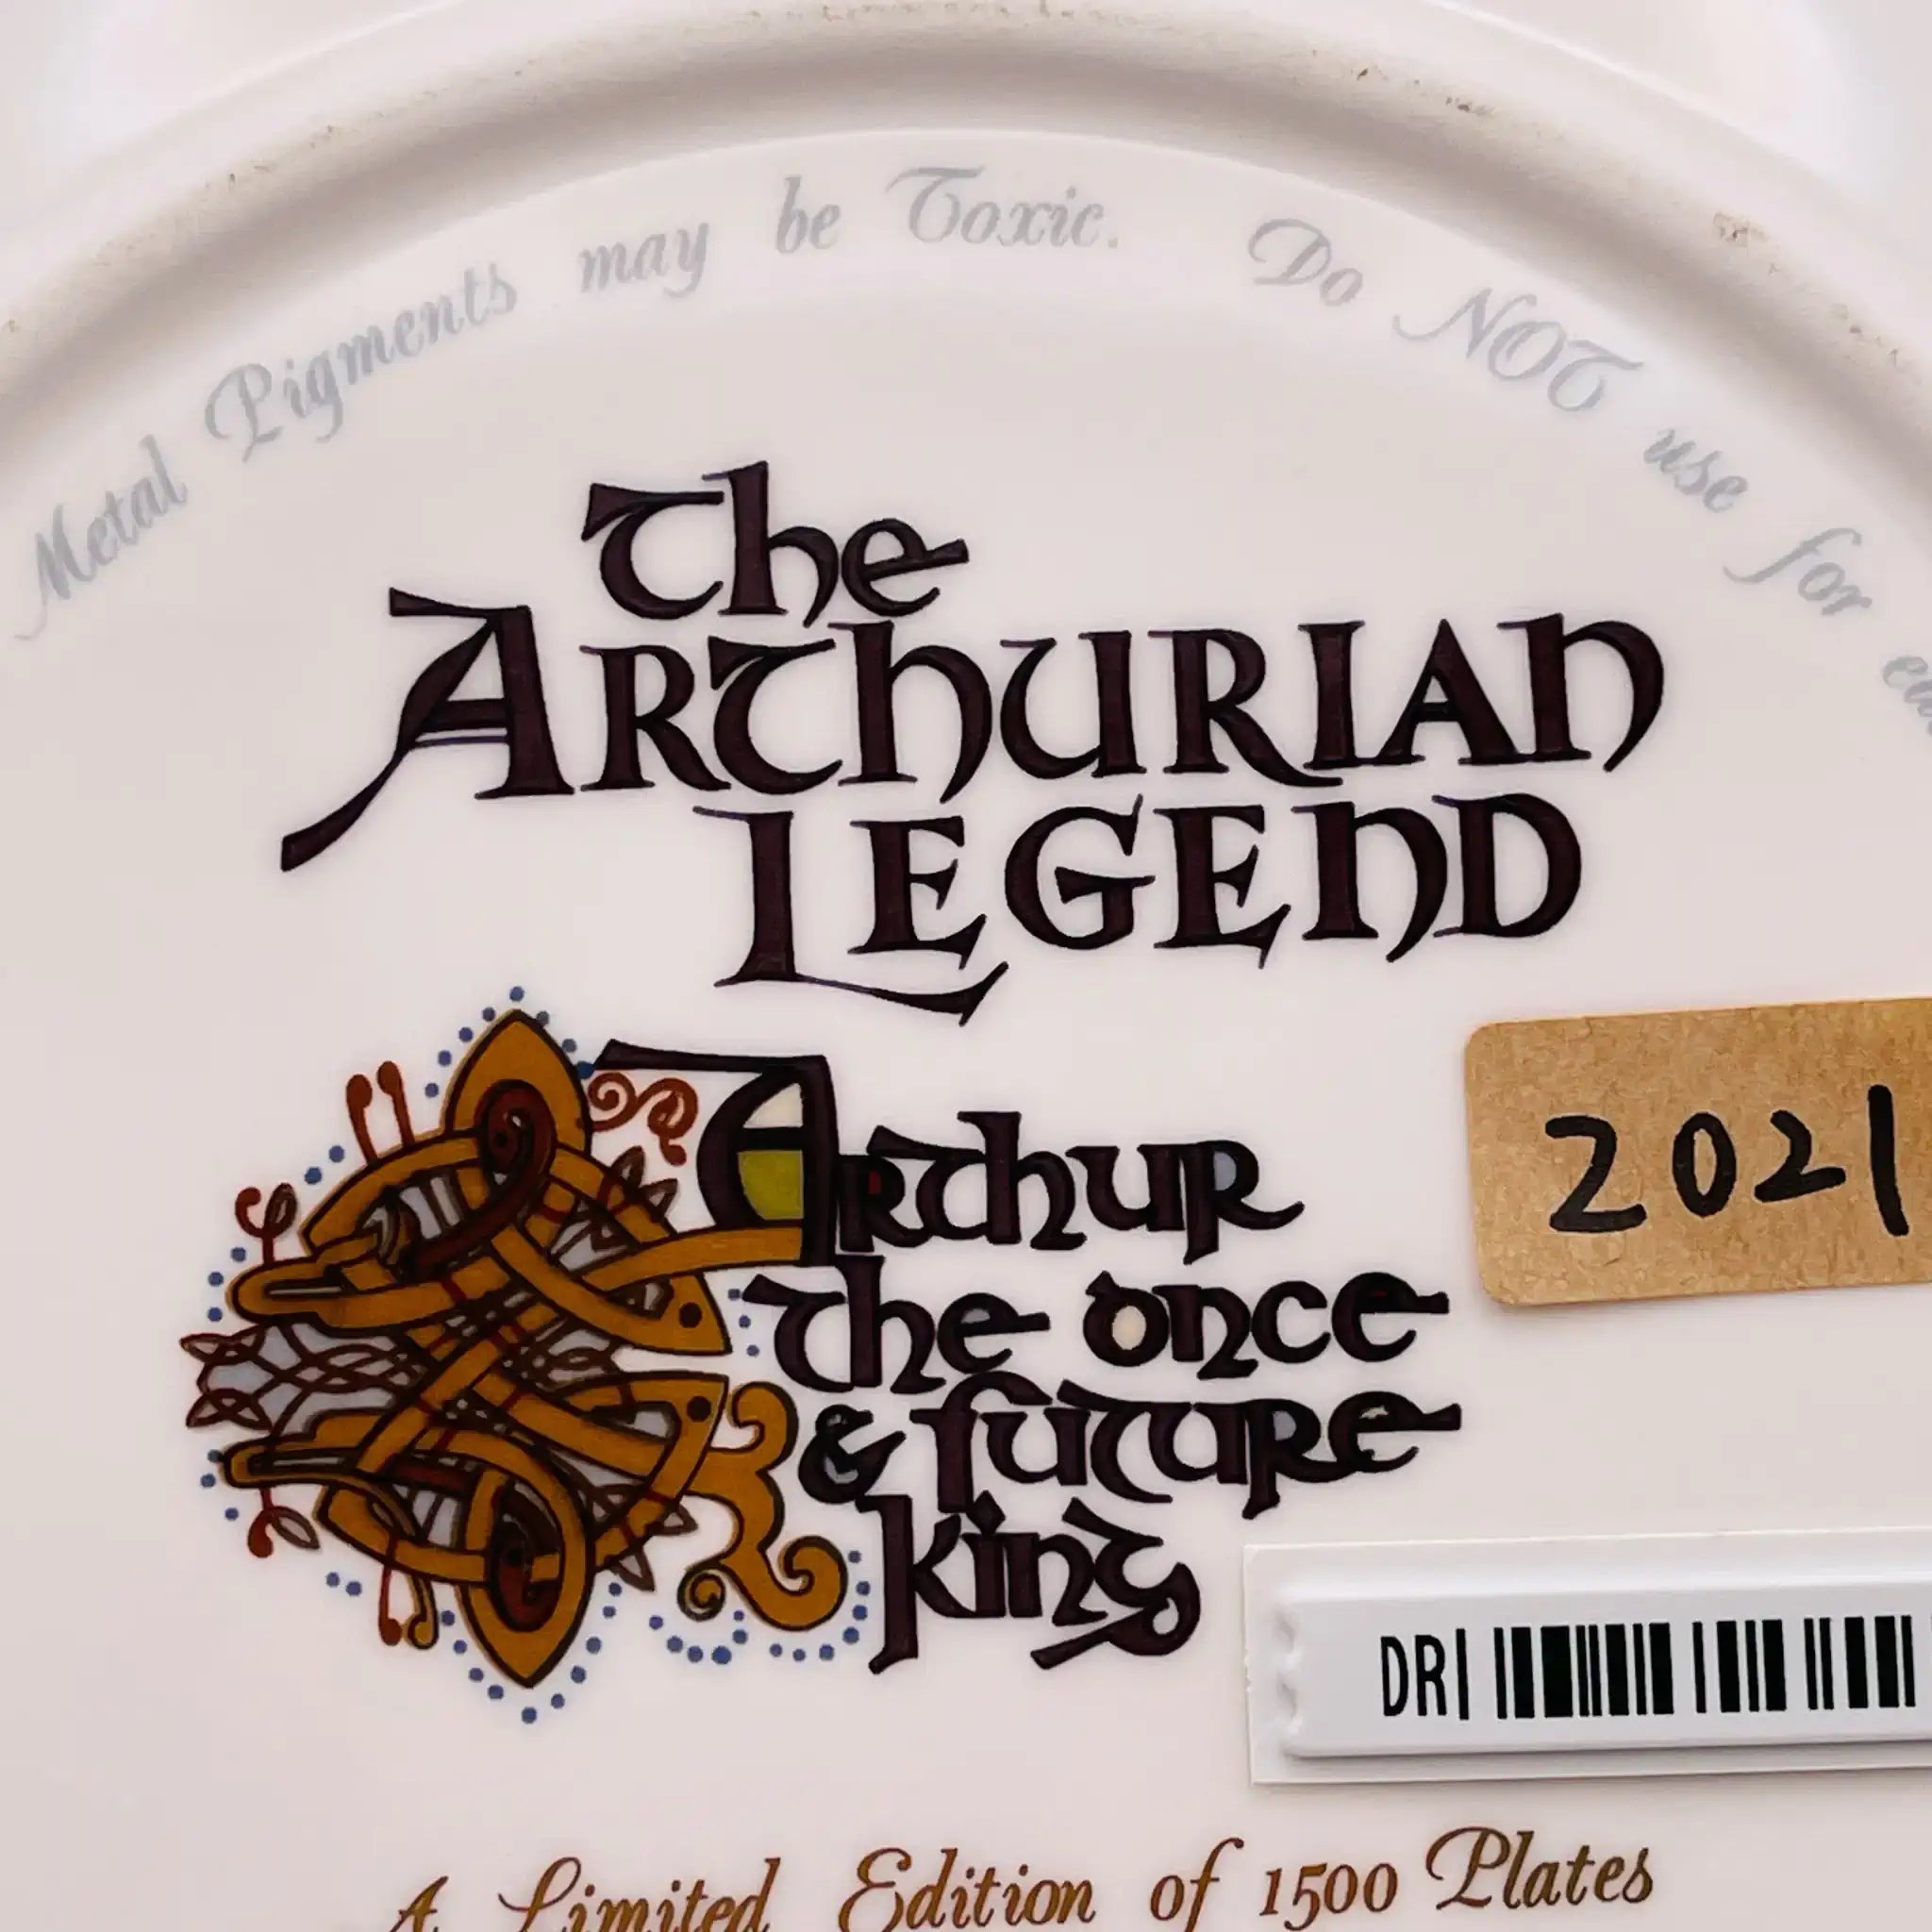 Metal Pigments may be Toxic. Do NOT use for
The
ARTHURIAN
LEGEND
Arthur
the once
& future
king
2021
DRI
A Limited Edition of 1500 Plates